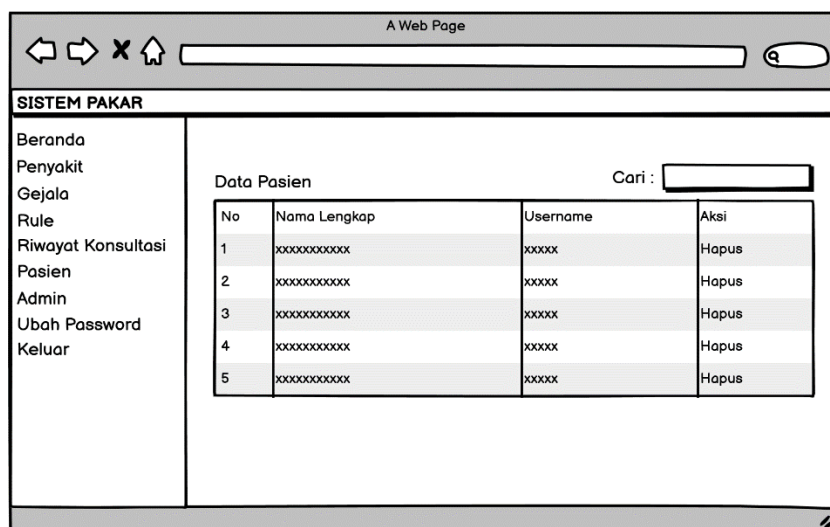 A Web Page
SISTEM PAKAR
Beranda
Penyakit
Gejala
Rule
Riwayat Konsultasi
Pasien
Admin
Ubah Password
Keluar
Data Pasien Cari :
No Nama Lengkap Username Aksi
1 xxxxxxxxxxx xxxxx Hapus
2 xxxxxxxxxxx xxxxx Hapus
3 xxxxxxxxxxx xxxxx Hapus
4 xxxxxxxxxxx xxxxx Hapus
5 xxxxxxxxxxx xxxxx Hapus